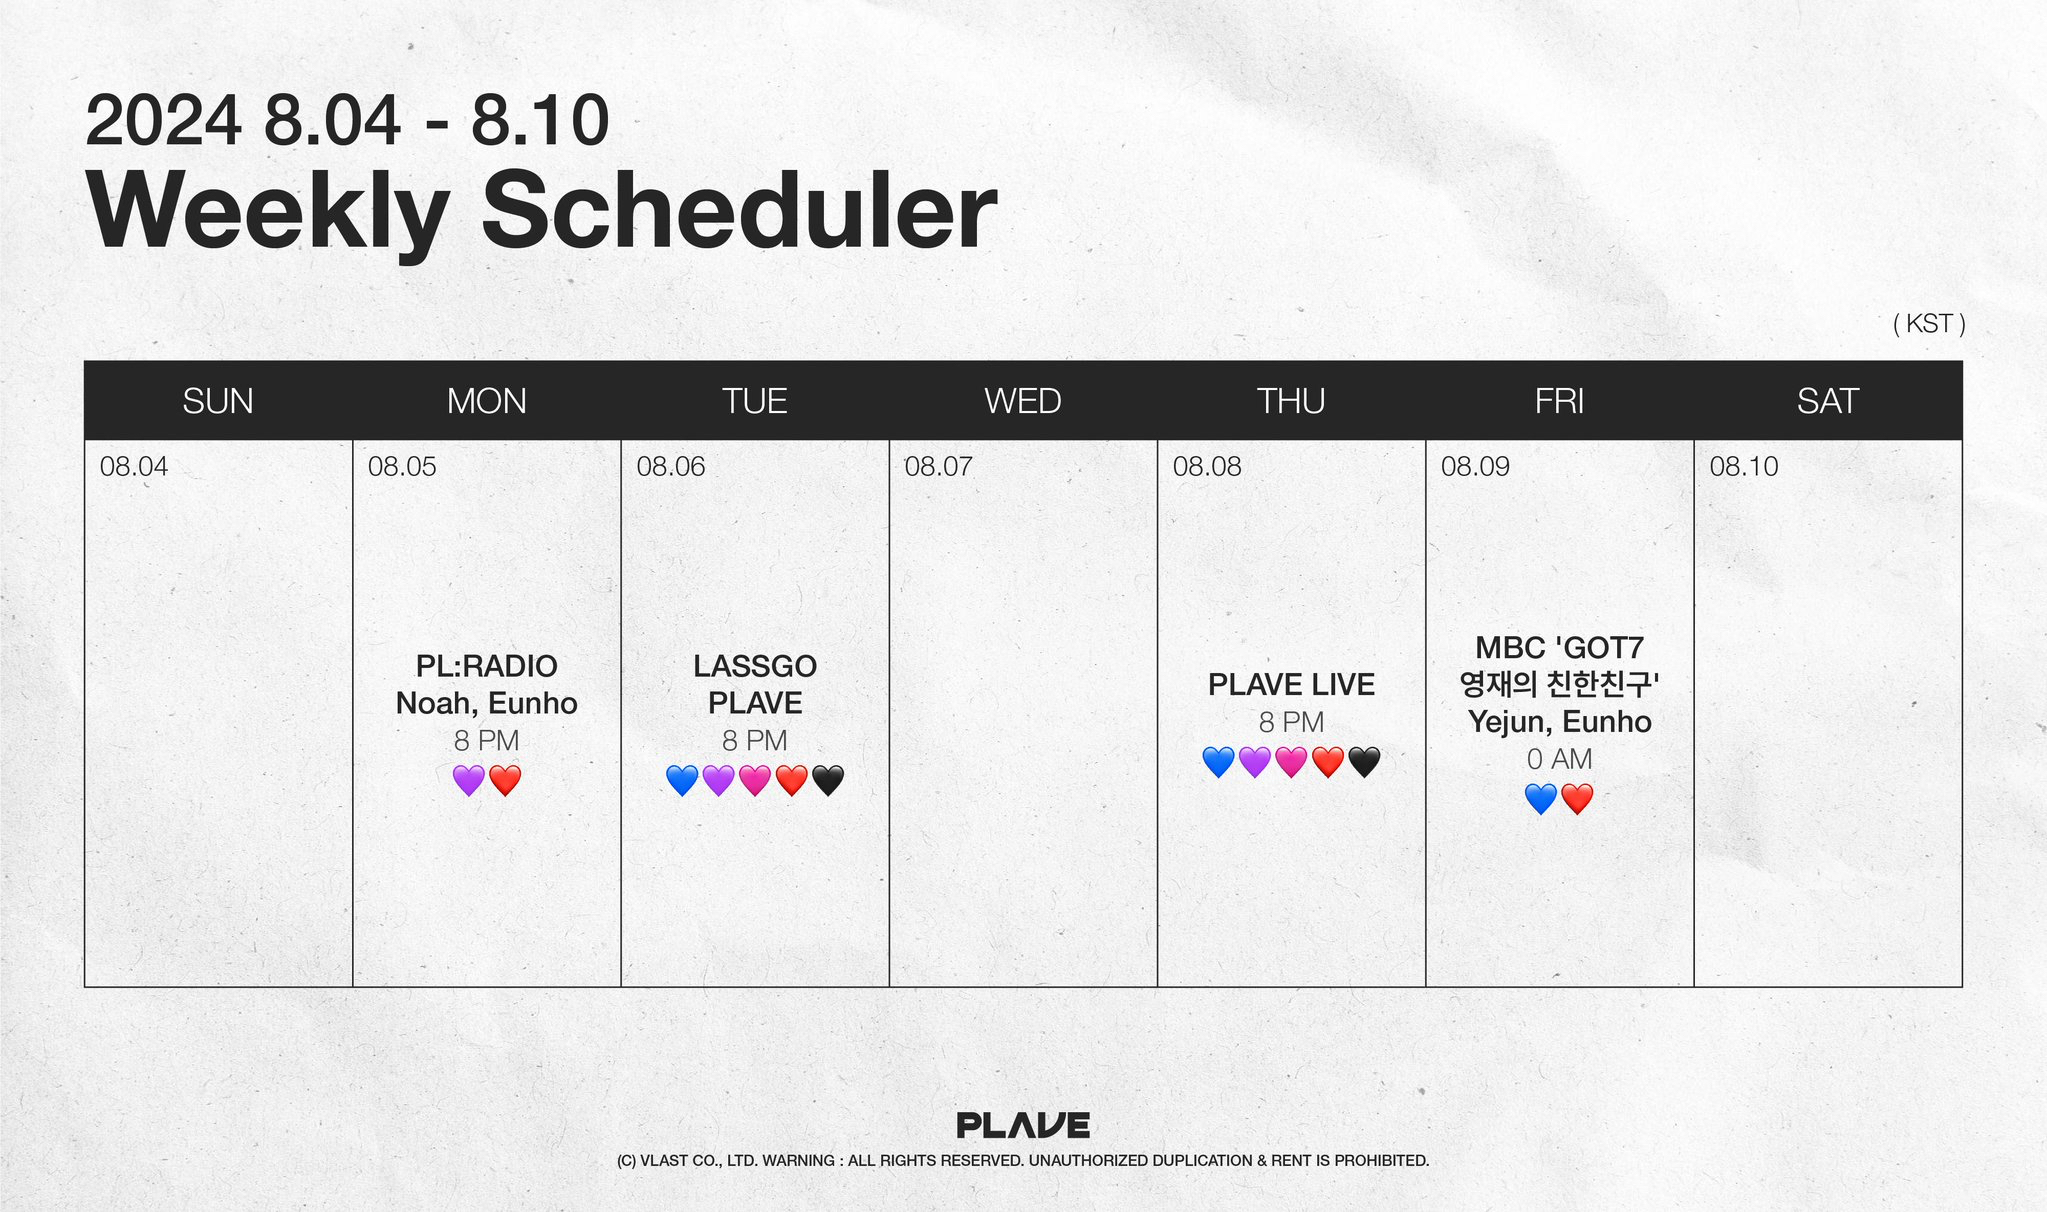 2024 8.04 - 8.10
Weekly Scheduler
( KST )
SUN MON TUE WED THU FRI SAT
08.04 08.05 08.06 08.07 08.08 08.09 08.10
PL:RADIO
Noah, Eunho
8 PM
💜❤️
LASSGO
PLAVE
8 PM
💙💜🩷❤️🖤
PLAVE LIVE
8 PM
💙💜🩷❤️🖤
MBC 'GOT7
영재의 친한친구'
Yejun, Eunho
0 AM
💙❤️
PLAVE
(C) VLAST CO., LTD. WARNING : ALL RIGHTS RESERVED. UNAUTHORIZED DUPLICATION & RENT IS PROHIBITED.